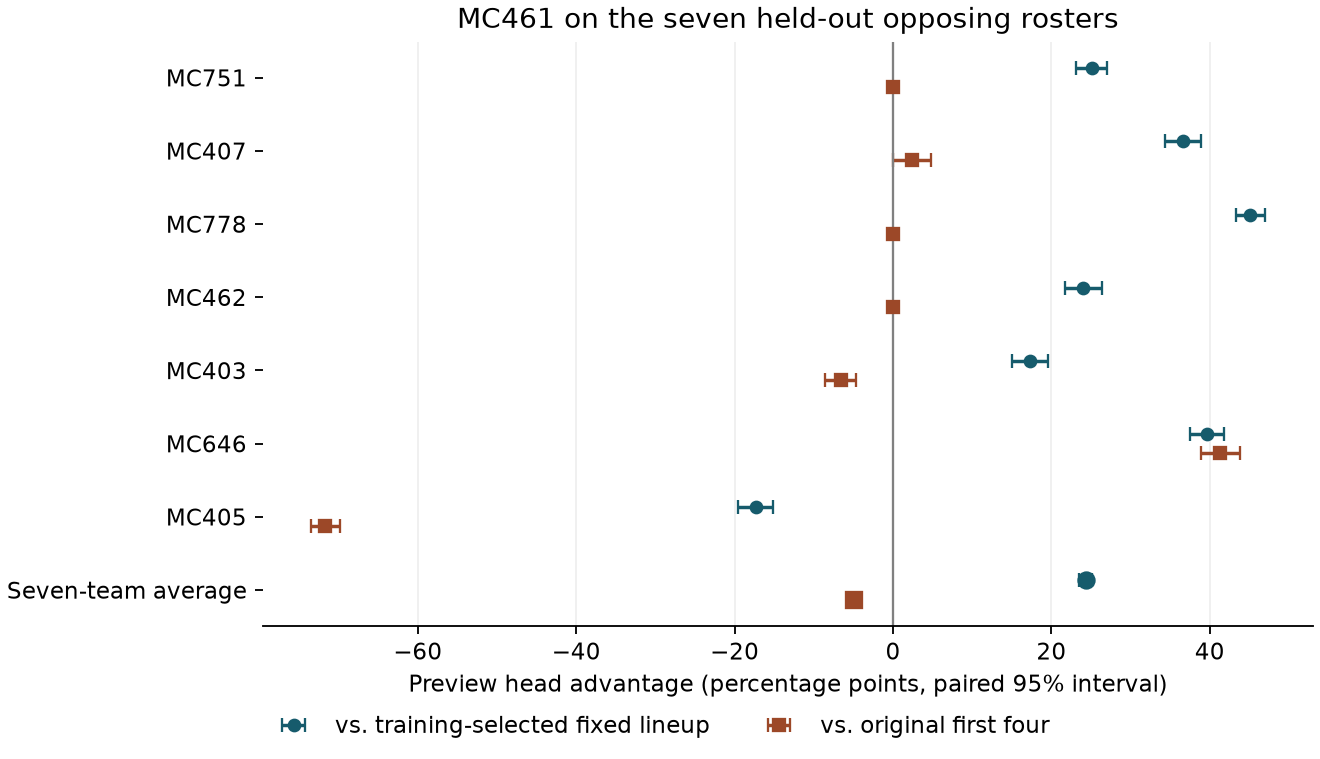 MC461 on the seven held-out opposing rosters
MC751
MC407
MC778
MC462
MC403
MC646
MC405
Seven-team average
−60 −40 −20 0 20 40
Preview head advantage (percentage points, paired 95% interval)
vs. training-selected fixed lineup vs. original first four